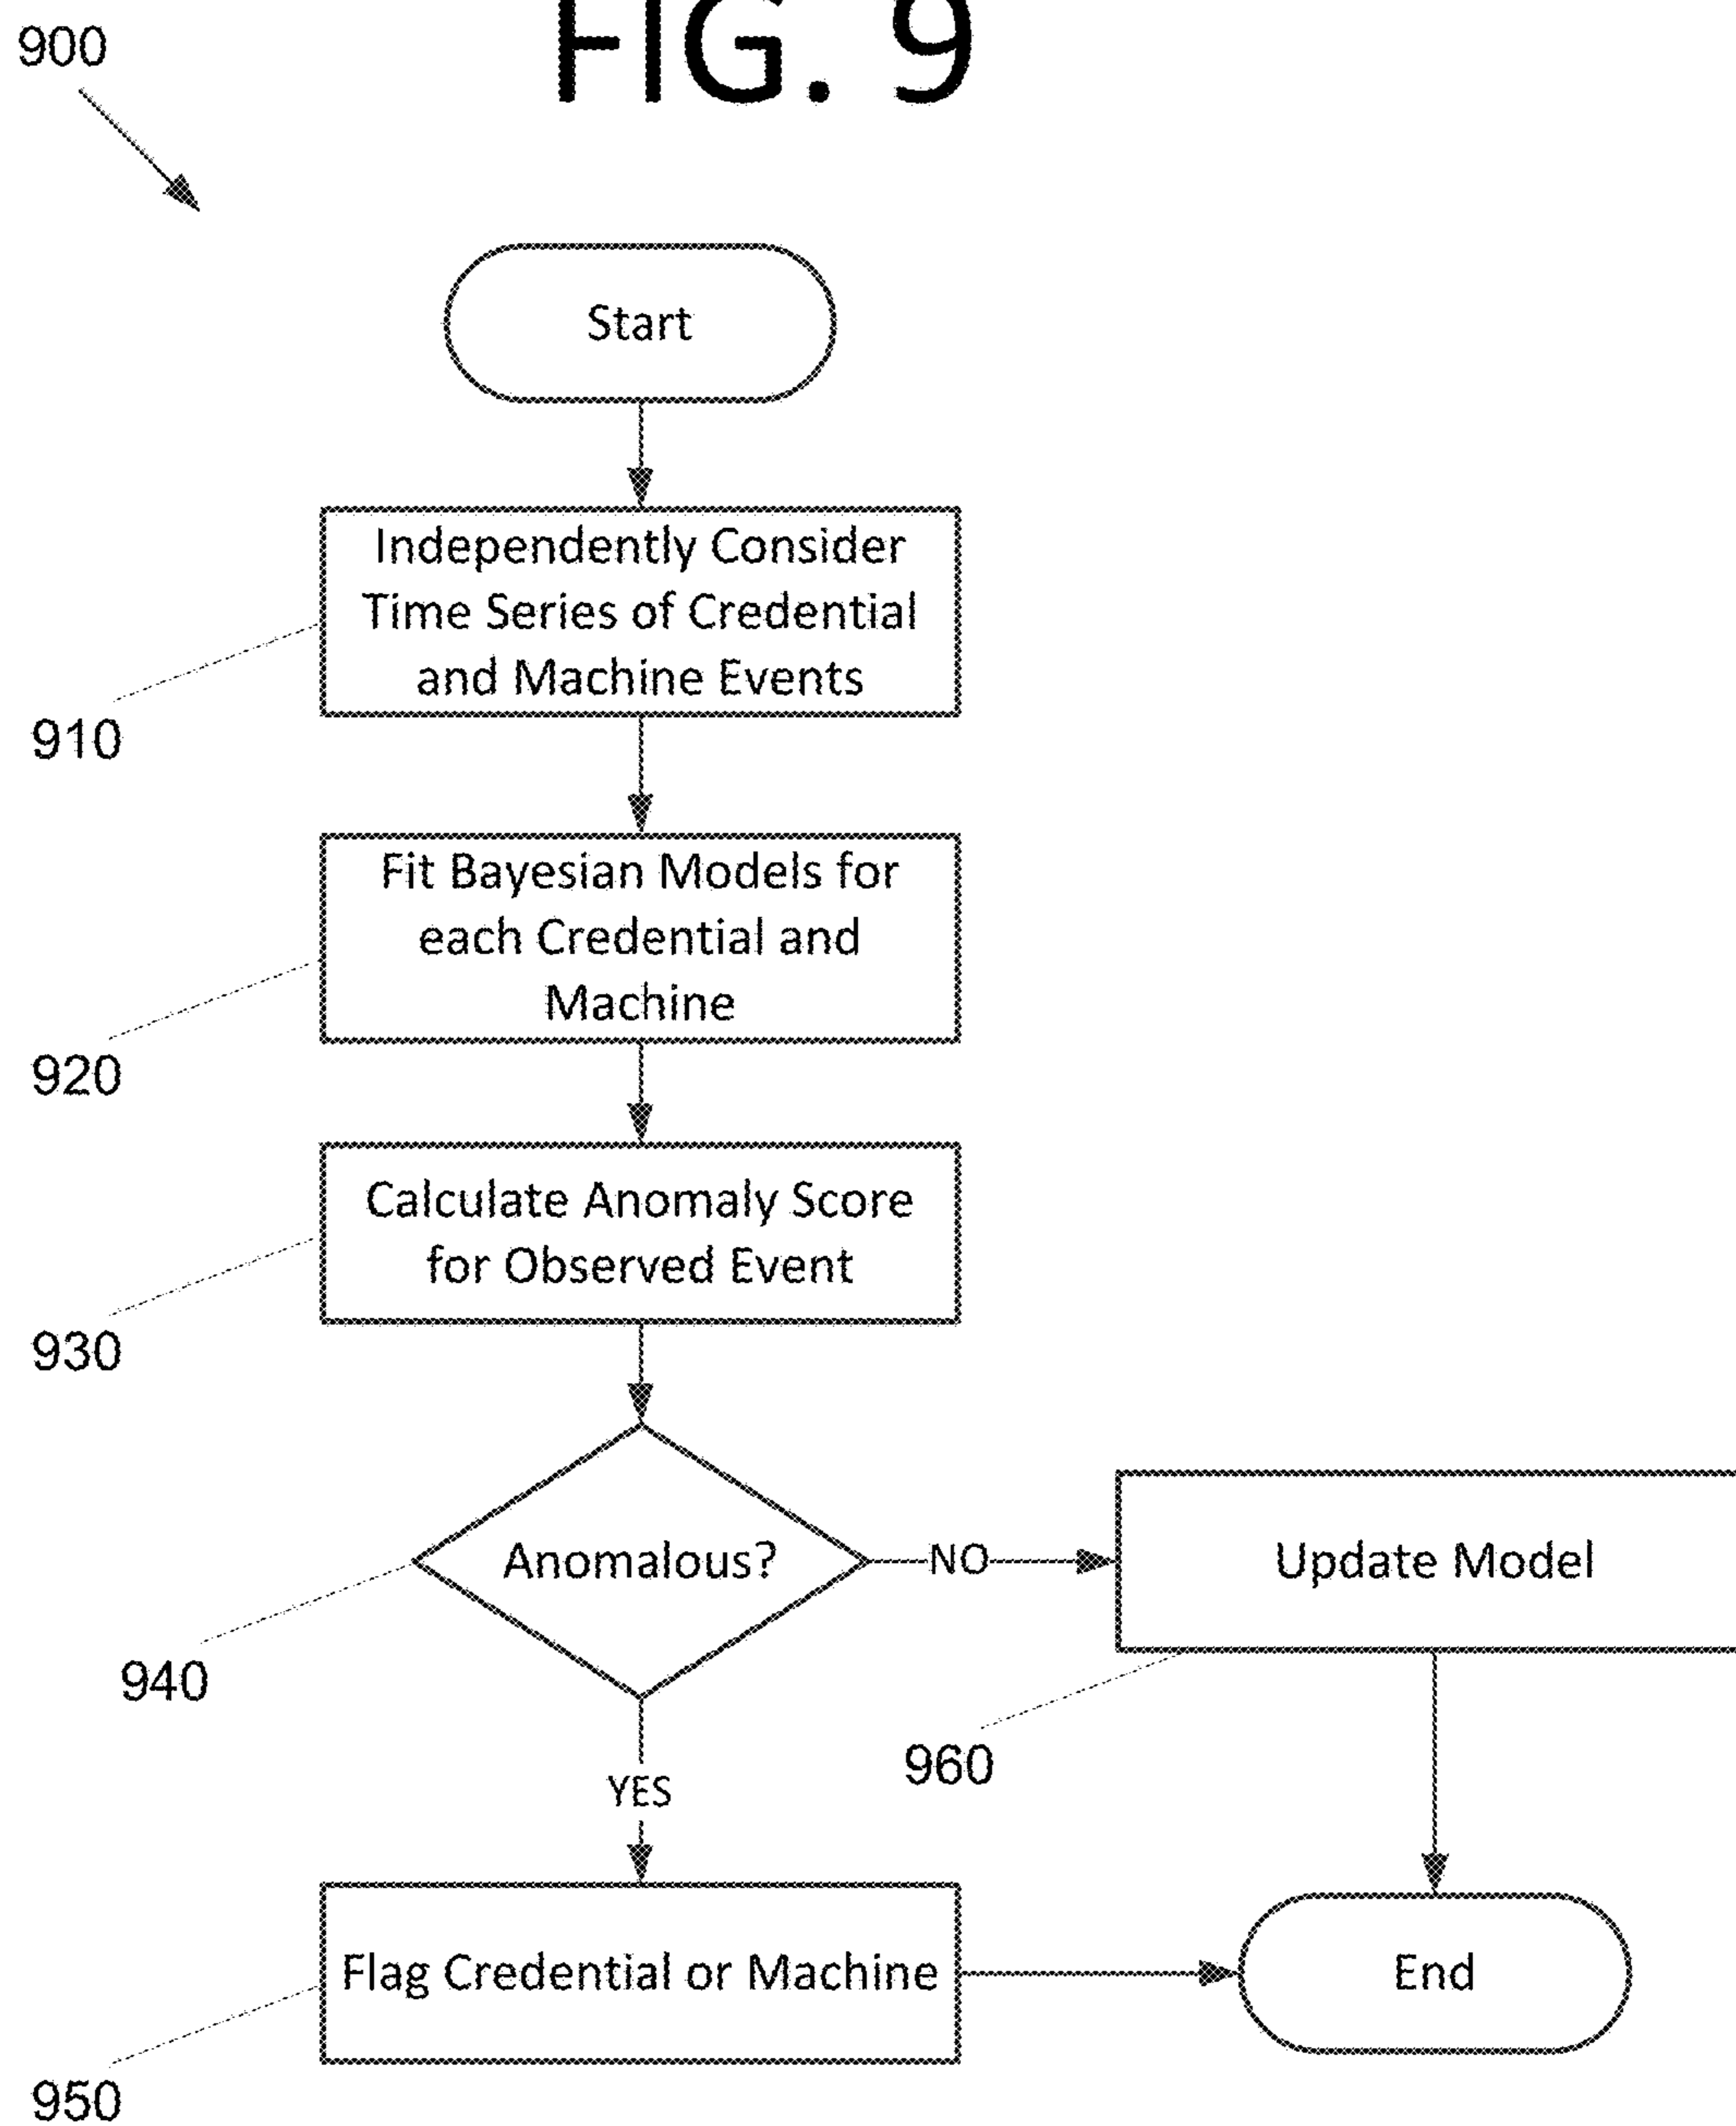 FIG. 9
900
Start
Independently Consider
Time Series of Credential
and Machine Events
910
Fit Bayesian Models for
each Credential and
Machine
920
Calculate Anomaly Score
for Observed Event
930
Anomalous?
NO
Update Model
940
960
YES
Flag Credential or Machine
End
950